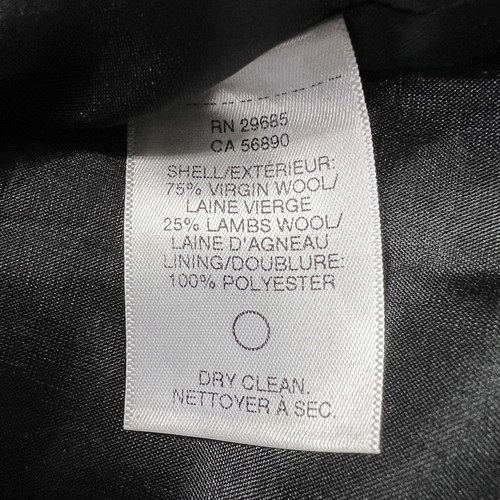 RN 29685
CA 56890
SHELL/EXTÉRIEUR:
75% VIRGIN WOOL/
LAINE VIERGE
25% LAMBS WOOL/
LAINE D'AGNEAU
LINING/DOUBLURE:
100% POLYESTER
DRY CLEAN.
NETTOYER À SEC.